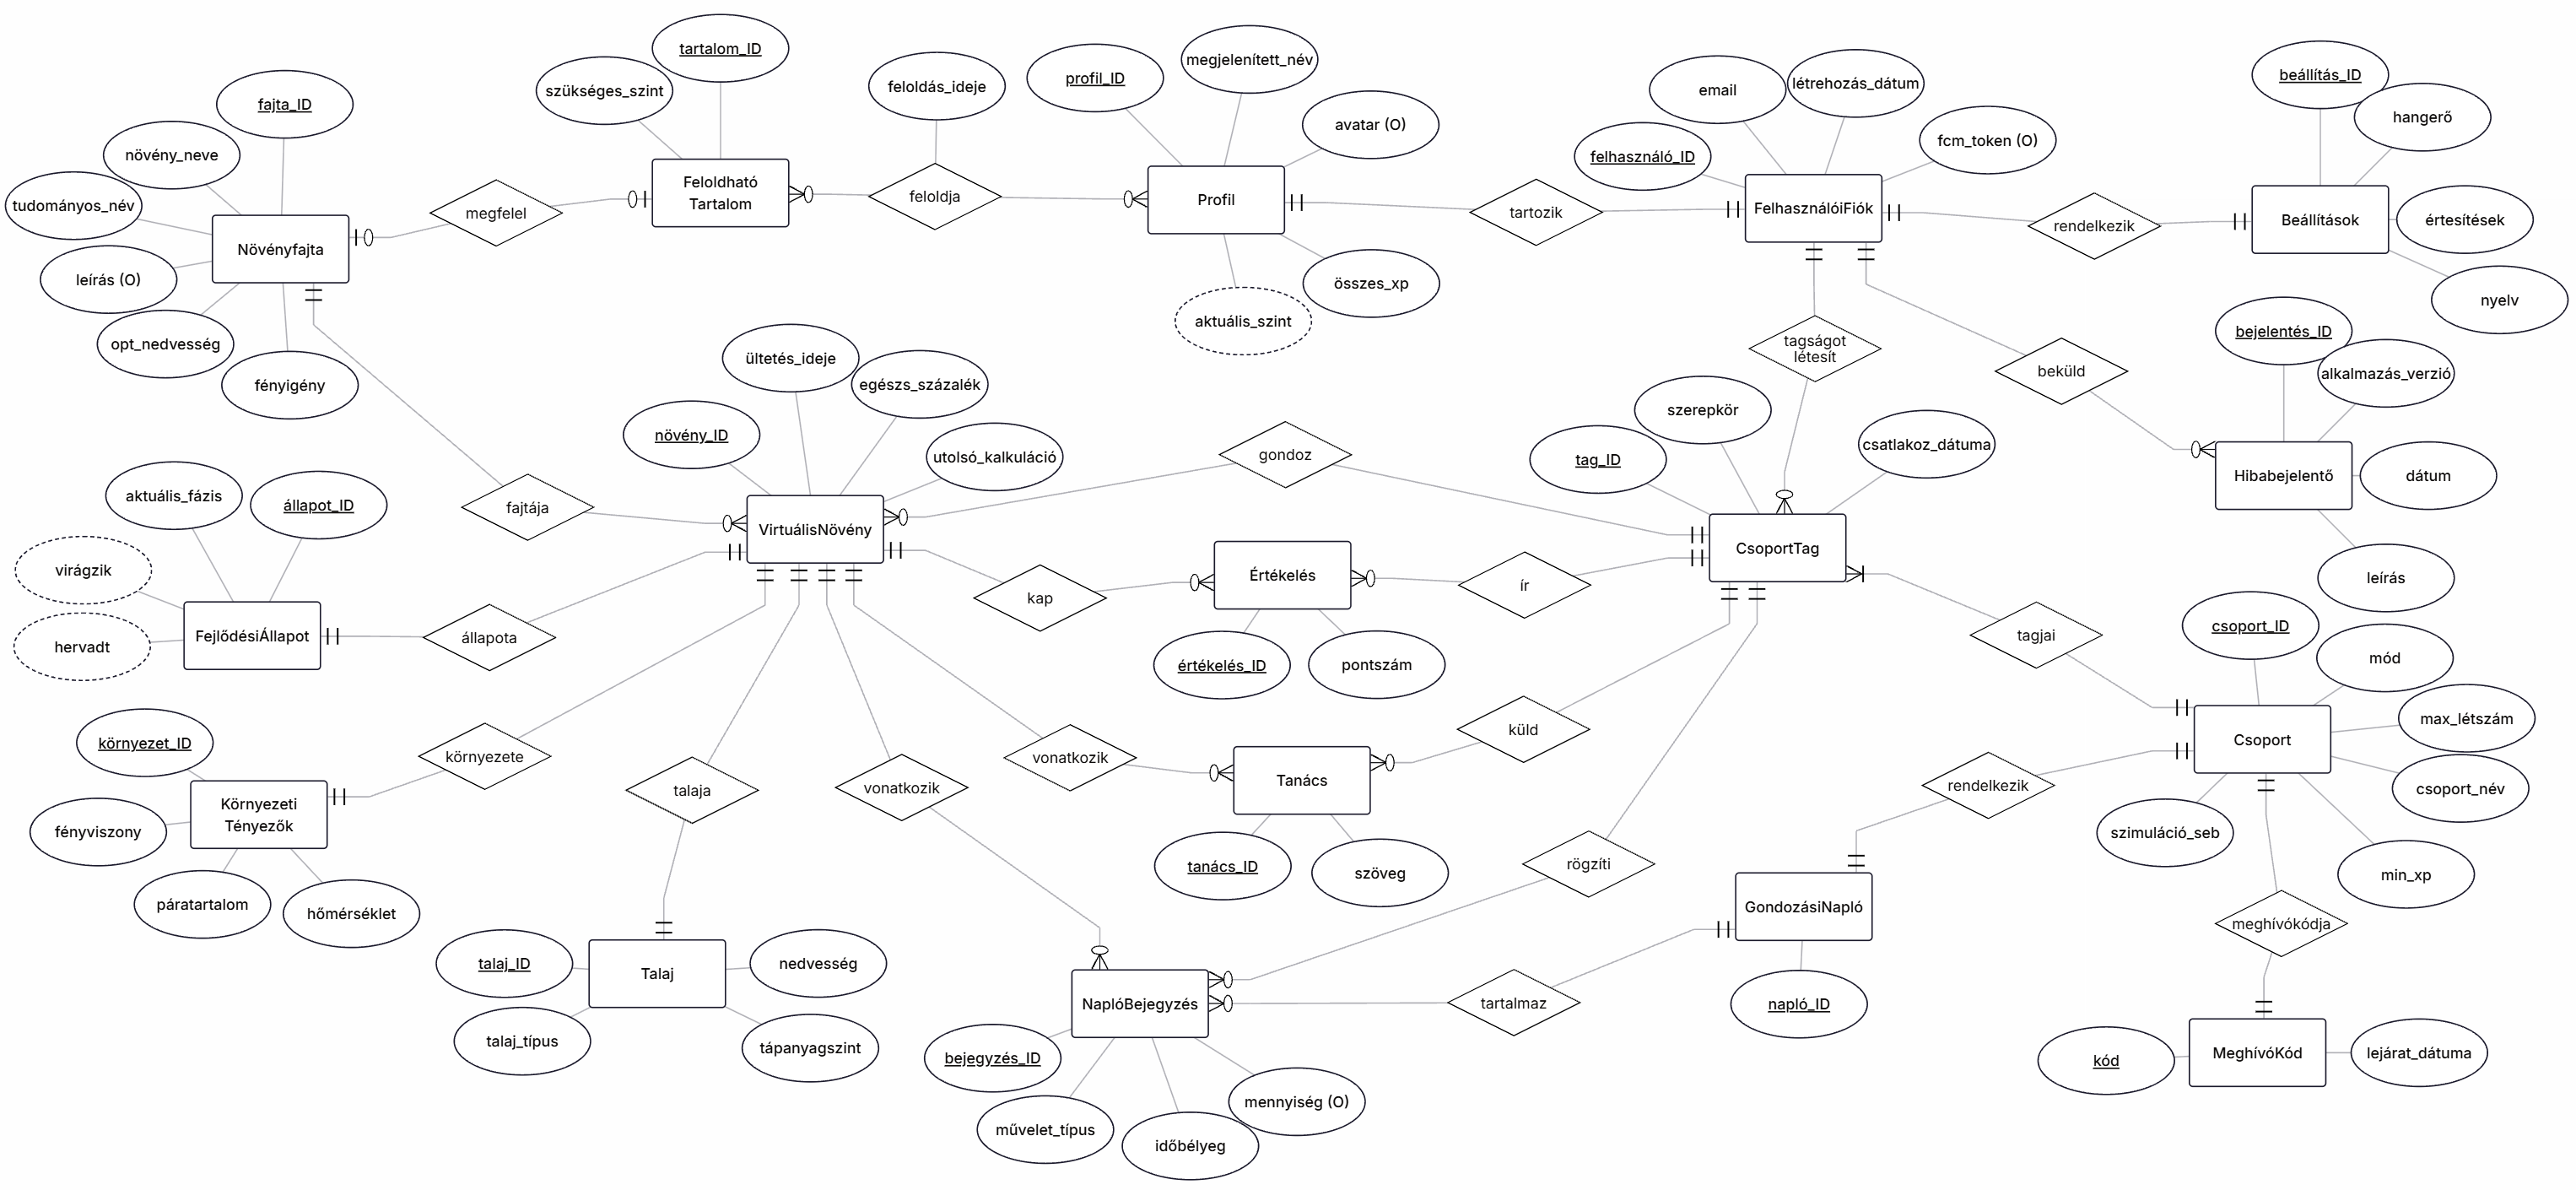 tartalom_ID
megjelenített_név
beállítás_ID
profil_ID
létrehozás_dátum
email
feloldás_ideje
szükséges_szint
fajta_ID
hangerő
avatar (O)
fcm_token (O)
növény_neve
felhasználó_ID
Feloldható
Tartalom
feloldja
Profil
tartozik
FelhasználóiFiók
rendelkezik
Beállítások
értesítések
tudományos_név
megfelel
Növényfajta
leírás (O)
összes_xp
nyelv
aktuális_szint
bejelentés_ID
opt_nedvesség
fényigény
ültetés_ideje
egészs_százalék
tagságot
létesít
beküld
alkalmazás_verzió
szerepkör
növény_ID
utolsó_kalkuláció
gondoz
tag_ID
csatlakoz_dátuma
Hibabejelentő
dátum
aktuális_fázis
állapot_ID
fajtája
VirtuálisNövény
CsoportTag
virágzik
Értékelés
ír
kap
leírás
hervadt
FejlődésiÁllapot
állapota
tagjai
csoport_ID
mód
értékelés_ID
pontszám
max_létszám
környezet_ID
környezete
vonatkozik
küld
Csoport
talaja
vonatkozik
Tanács
rendelkezik
csoport_név
Környezeti
Tényezők
fényviszony
szimuláció_seb
tanács_ID
szöveg
rögzíti
min_xp
páratartalom
hőmérséklet
GondozásiNapló
meghívókódja
talaj_ID
Talaj
nedvesség
NaplóBejegyzés
tartalmaz
napló_ID
talaj_típus
tápanyagszint
bejegyzés_ID
kód
MeghívóKód
lejárat_dátuma
mennyiség (O)
művelet_típus
időbélyeg